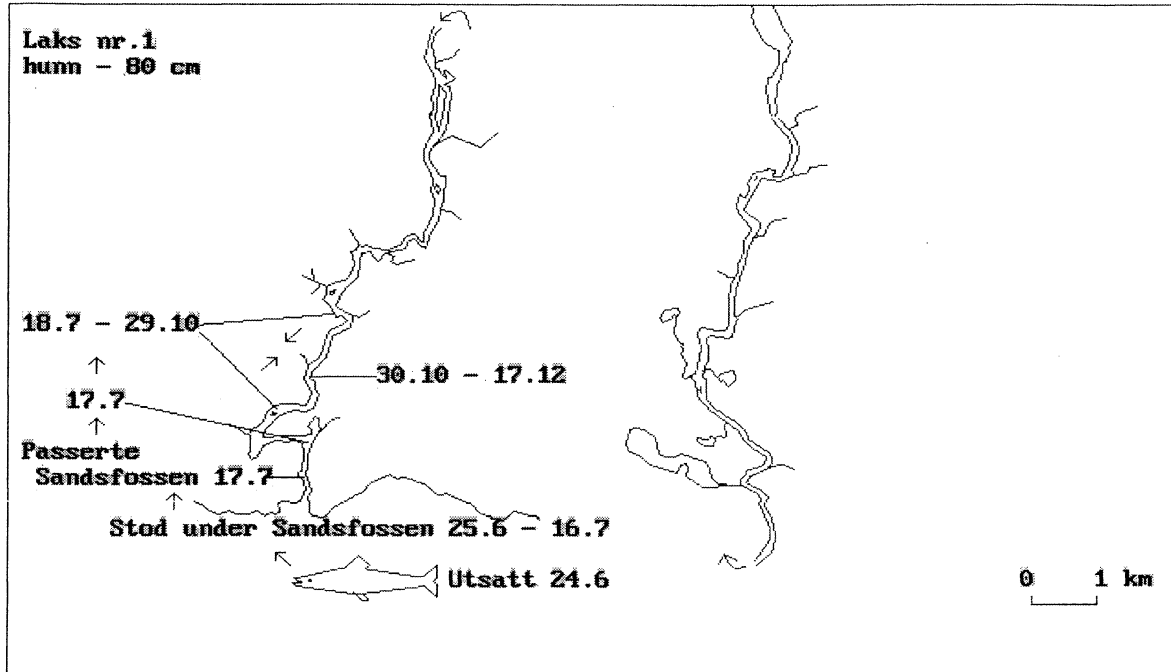 Laks nr.1
hunn - 80 cm
18.7 - 29.10
30.10 - 17.12
17.7
Passerte
Sandsfossen 17.7
Stod under Sandsfossen 25.6 - 16.7
Utsatt 24.6
0 1 km